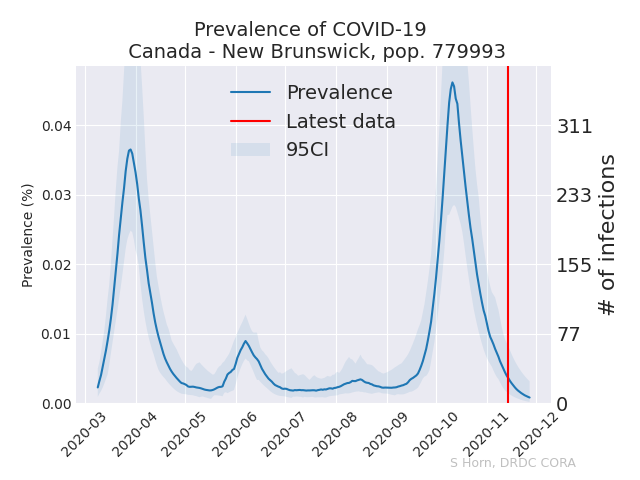 Prevalence of COVID-19
Canada - New Brunswick, pop. 779993
Prevalence
Latest data
95CI
Prevalence (%)
0.04
0.03
0.02
0.01
0.00
311
233
155
77
0
# of infections
2020-03
2020-04
2020-05
2020-06
2020-07
2020-08
2020-09
2020-10
2020-11
2020-12
S Horn, DRDC CORA